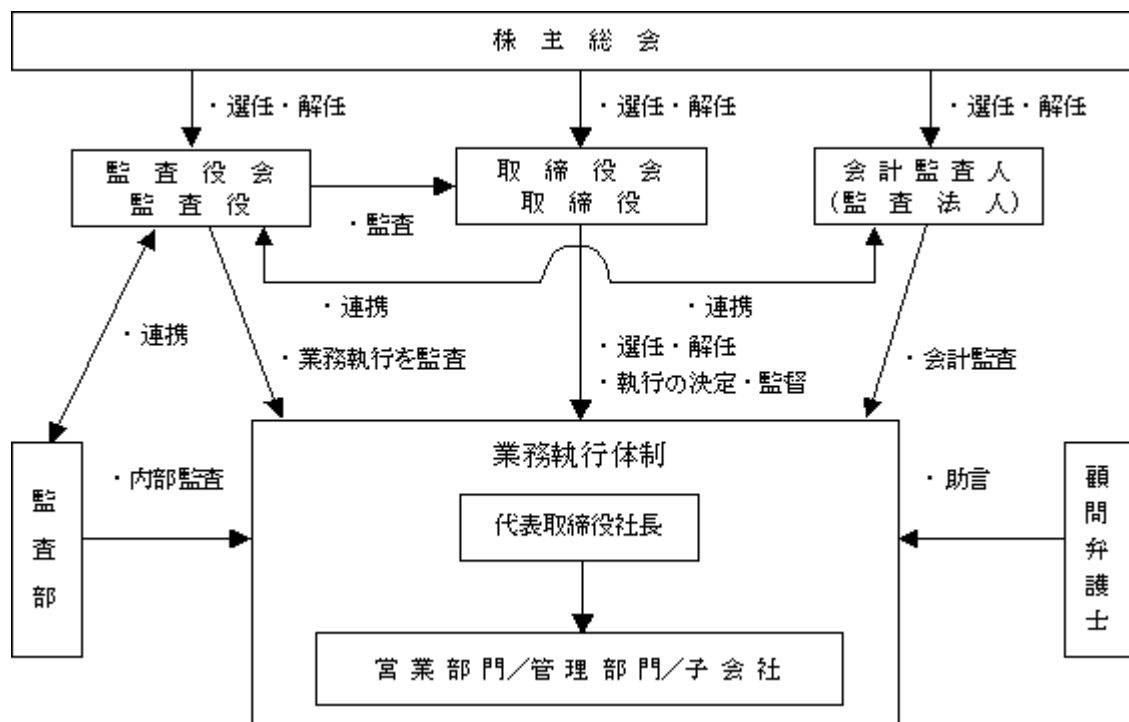 株主総会
・選任・解任
・選任・解任
・選任・解任
監査役会
監査役
取締役会
取締役
会計監査人
(監査法人)
・監査
・連携
・連携
・連携
・業務執行を監査
・選任・解任
・執行の決定・監督
・会計監査
業務執行体制
監査部
・内部監査
代表取締役社長
・助言
顧問弁護士
営業部門/管理部門/子会社